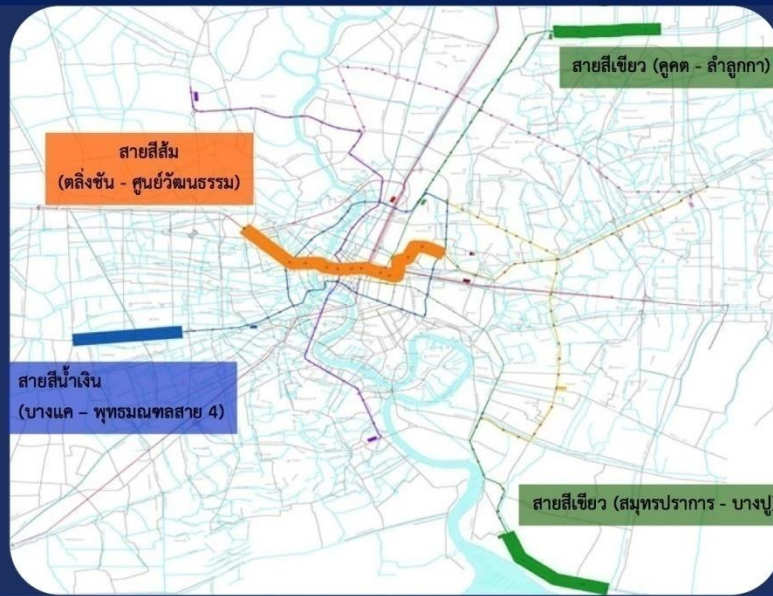 สายสีเขียว (คูคต - ลำลูกกา)
สายสีส้ม
(ตลิ่งชัน - ศูนย์วัฒนธรรม)
สายสีน้ำเงิน
(บางแค – พุทธมณฑลสาย 4)
สายสีเขียว (สมุทรปราการ - บางปู